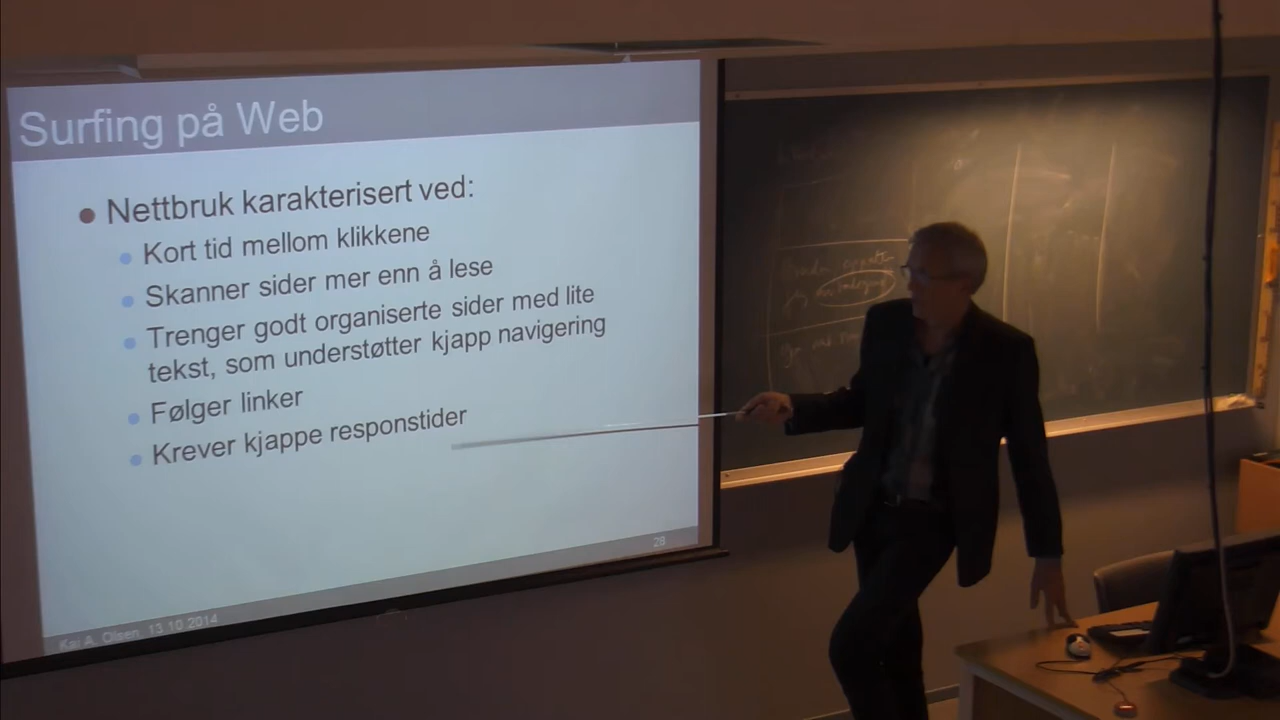 Surfing på Web
Nettbruk karakterisert ved:
Kort tid mellom klikkene
Skanner sider mer enn å lese
Trenger godt organiserte sider med lite
tekst, som understøtter kjapp navigering
Følger linker
Krever kjappe responstider
28
Kai A. Olsen, 13.10.2014